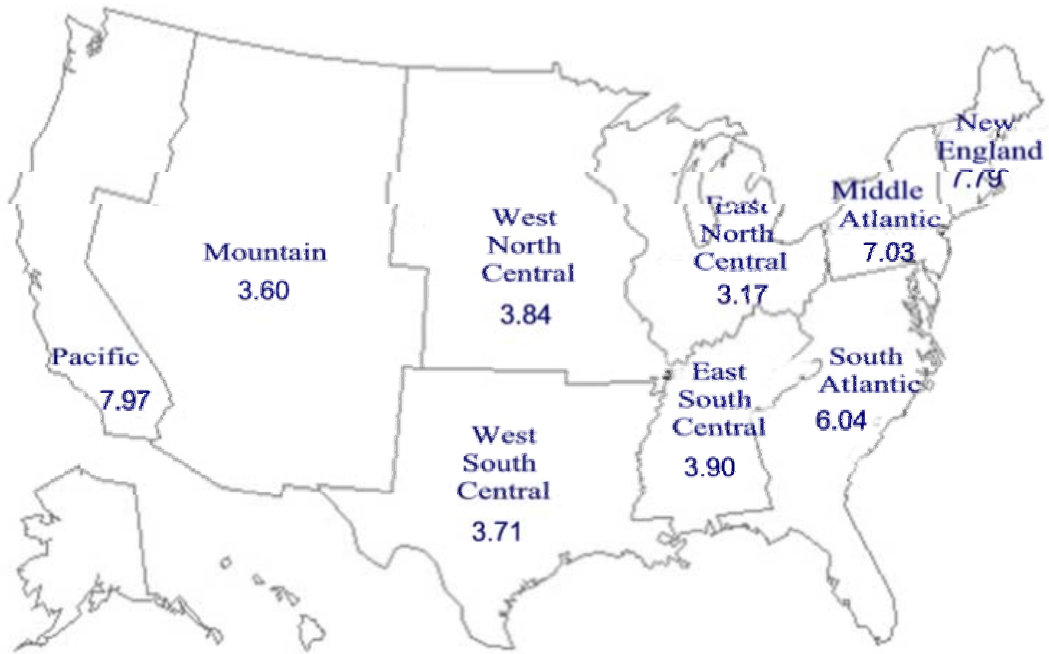 New
England
Middle
Atlantic
7.03
West
North
Central
3.84
East
North
Central
3.17
Mountain
3.60
Pacific
7.97
South
Atlantic
6.04
East
South
Central
3.90
West
South
Central
3.71